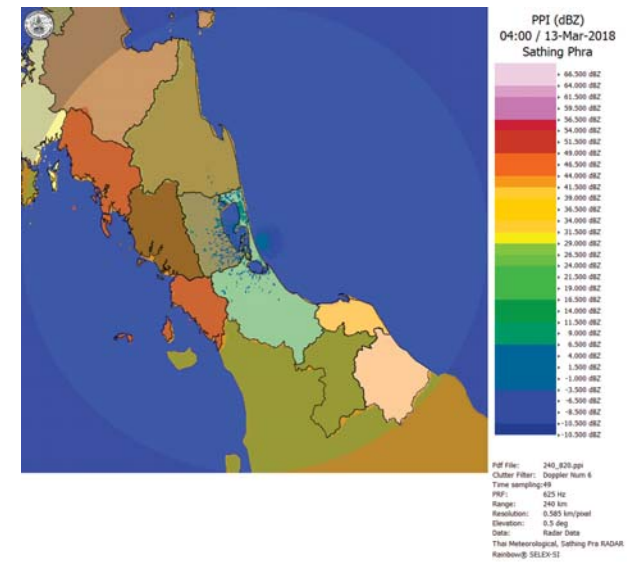 PPI (dBZ)
04:00 / 13-Mar-2018
Sathing Phra
66.500 dBZ
64.000 dBZ
61.500 dBZ
59.500 dBZ
56.500 dBZ
54.000 dBZ
51.500 dBZ
49.000 dBZ
46.500 dBZ
44.000 dBZ
41.500 dBZ
39.000 dBZ
36.500 dBZ
34.000 dBZ
31.500 dBZ
29.000 dBZ
26.500 dBZ
24.000 dBZ
21.500 dBZ
19.000 dBZ
16.500 dBZ
14.000 dBZ
11.500 dBZ
9.000 dBZ
6.500 dBZ
4.000 dBZ
1.500 dBZ
-1.000 dBZ
-3.500 dBZ
-6.500 dBZ
-8.500 dBZ
-10.500 dBZ
-10.500 dBZ
Pdf File: 240_820.ppi
Clutter Filter: Doppler Num 6
Time sampling:49
PRF: 625 Hz
Range: 240 km
Resolution: 0.585 km/pixel
Elevation: 0.5 deg
Data: Radar Data
Thai Meteorological, Sathing Pra RADAR
Rainbow® SELEX-SI